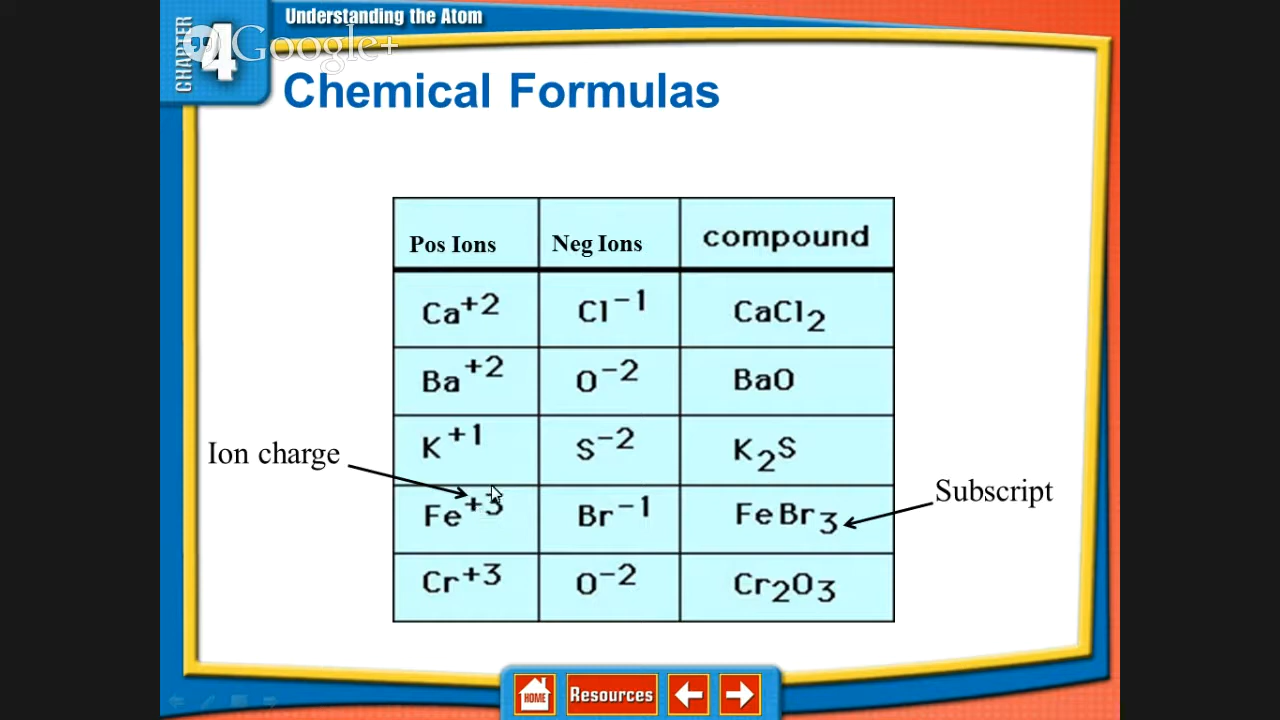 Understanding the Atom
CHAPTER 4
Google+
Chemical Formulas
Pos Ions Neg Ions compound
Ca⁺² Cl⁻¹ CaCl₂
Ba⁺² O⁻² BaO
K⁺¹ S⁻² K₂S
Ion charge
Fe⁺³ Br⁻¹ FeBr₃
Subscript
Cr⁺³ O⁻² Cr₂O₃
HOME Resources